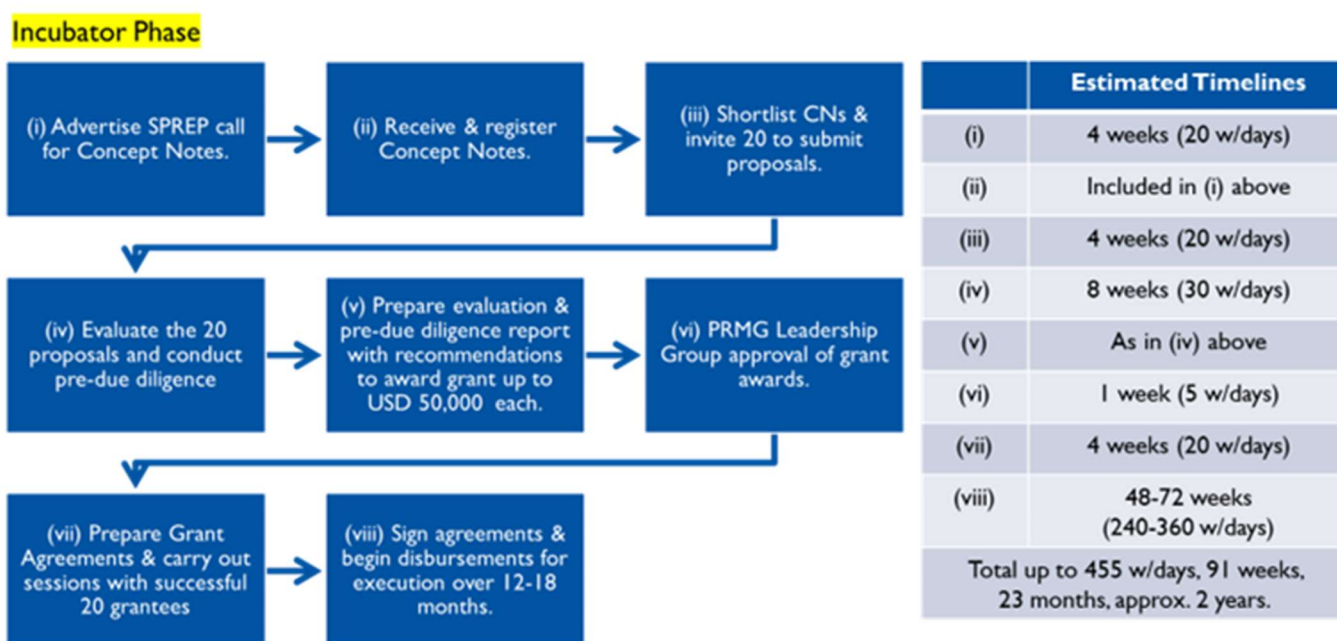 Incubator Phase
(i) Advertise SPREP call
for Concept Notes.
(ii) Receive & register
Concept Notes.
(iii) Shortlist CNs &
invite 20 to submit
proposals.
(iv) Evaluate the 20
proposals and conduct
pre-due diligence
(v) Prepare evaluation &
pre-due diligence report
with recommendations
to award grant up to
USD 50,000 each.
(vi) PRMG Leadership
Group approval of grant
awards.
(vii) Prepare Grant
Agreements & carry out
sessions with successful
20 grantees
(viii) Sign agreements &
begin disbursements for
execution over 12-18
months.
Estimated Timelines
(i) 4 weeks (20 w/days)
(ii) Included in (i) above
(iii) 4 weeks (20 w/days)
(iv) 8 weeks (30 w/days)
(v) As in (iv) above
(vi) 1 week (5 w/days)
(vii) 4 weeks (20 w/days)
(viii) 48-72 weeks
(240-360 w/days)
Total up to 455 w/days, 91 weeks,
23 months, approx. 2 years.